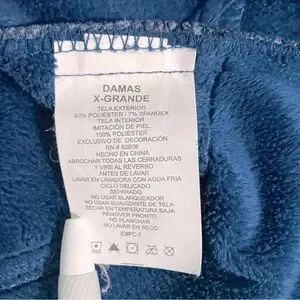 DAMAS
X-GRANDE
TELA EXTERIOR
93% POLIÉSTER / 7% SPANDEX
TELA INTERIOR
IMITACIÓN DE PIEL
100% POLIÉSTER
EXCLUSIVO DE DECORACIÓN
RN # 82608
HECHO EN CHINA
ABROCHAR TODAS LAS CERRADURAS
Y VIRE AL REVERSO
ANTES DE LAVAR
LAVAR EN LAVADORA CON AGUA FRIA
CICLO DELICADO
SEPARADO
NO USAR BLANQUEADOR
NO USAR SUAVIZANTE DE TELA
SECAR EN TEMPERATURA BAJA
REMOVER PRONTO
NO PLANCHAR
NO LAVAR EN SECO